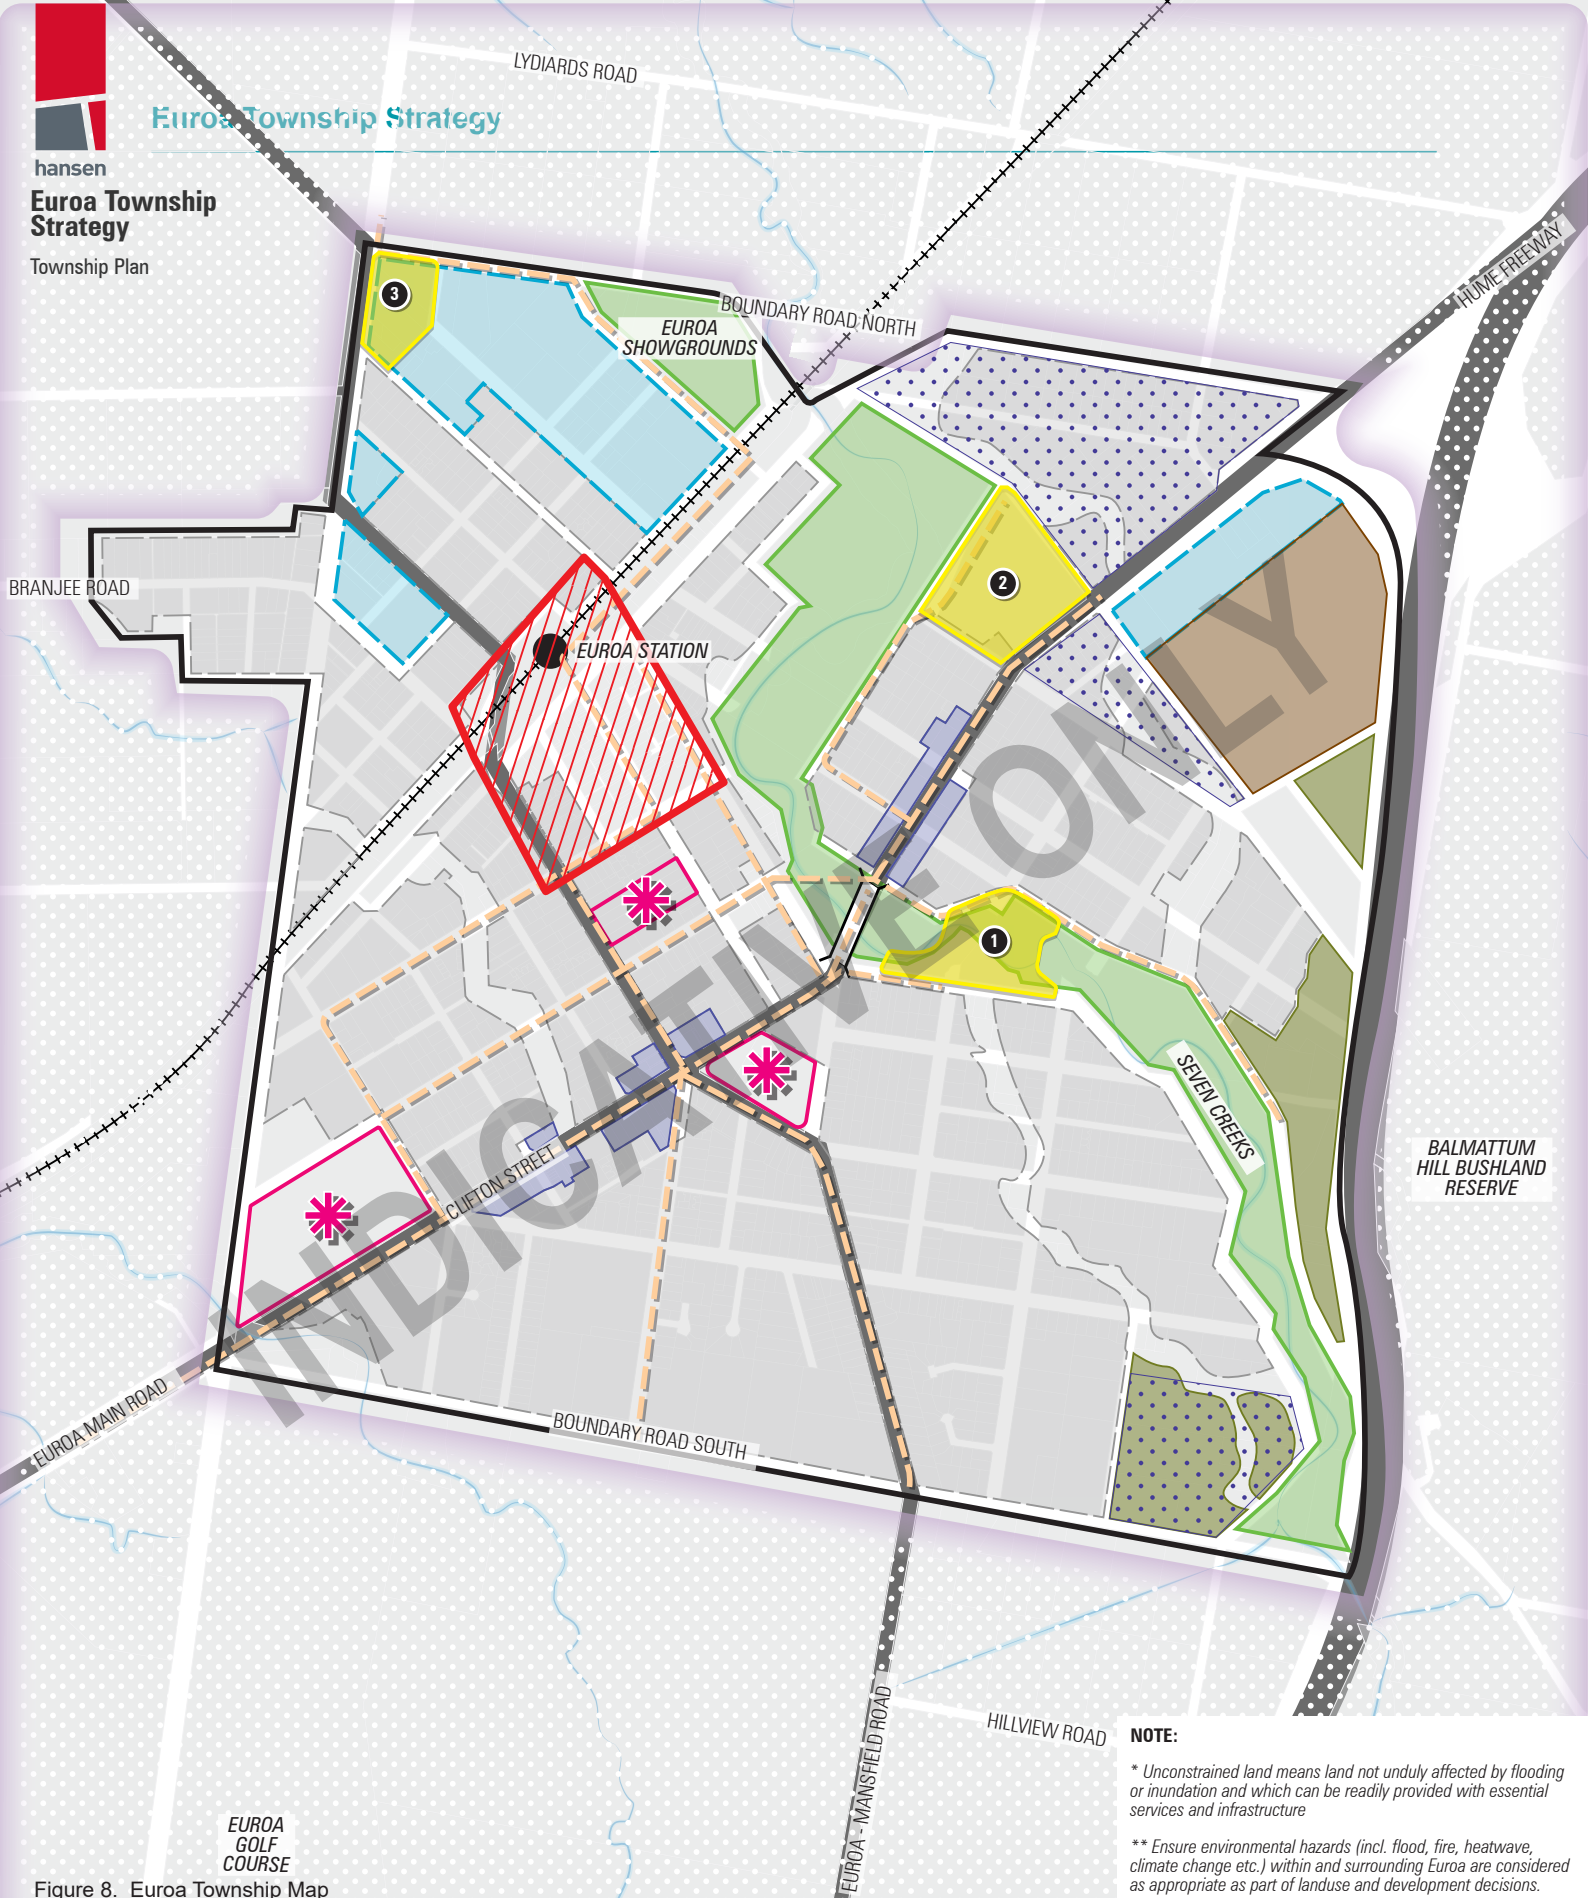 hansen
Euroa Township Strategy
Euroa Township
Strategy
Township Plan
LYDIARDS ROAD
HUME FREEWAY
BOUNDARY ROAD NORTH
EUROA
SHOWGROUNDS
3
2
BRANJEE ROAD
EUROA STATION
1
SEVEN CREEKS
BALMATTUM
HILL BUSHLAND
RESERVE
CLIFTON STREET
INDICATIVE ONLY
EUROA MAIN ROAD
BOUNDARY ROAD SOUTH
EUROA - MANSFIELD ROAD
HILLVIEW ROAD
EUROA
GOLF
COURSE
NOTE:
* Unconstrained land means land not unduly affected by flooding
or inundation and which can be readily provided with essential
services and infrastructure
** Ensure environmental hazards (incl. flood, fire, heatwave,
climate change etc.) within and surrounding Euroa are considered
as appropriate as part of landuse and development decisions.
Figure 8. Euroa Township Map